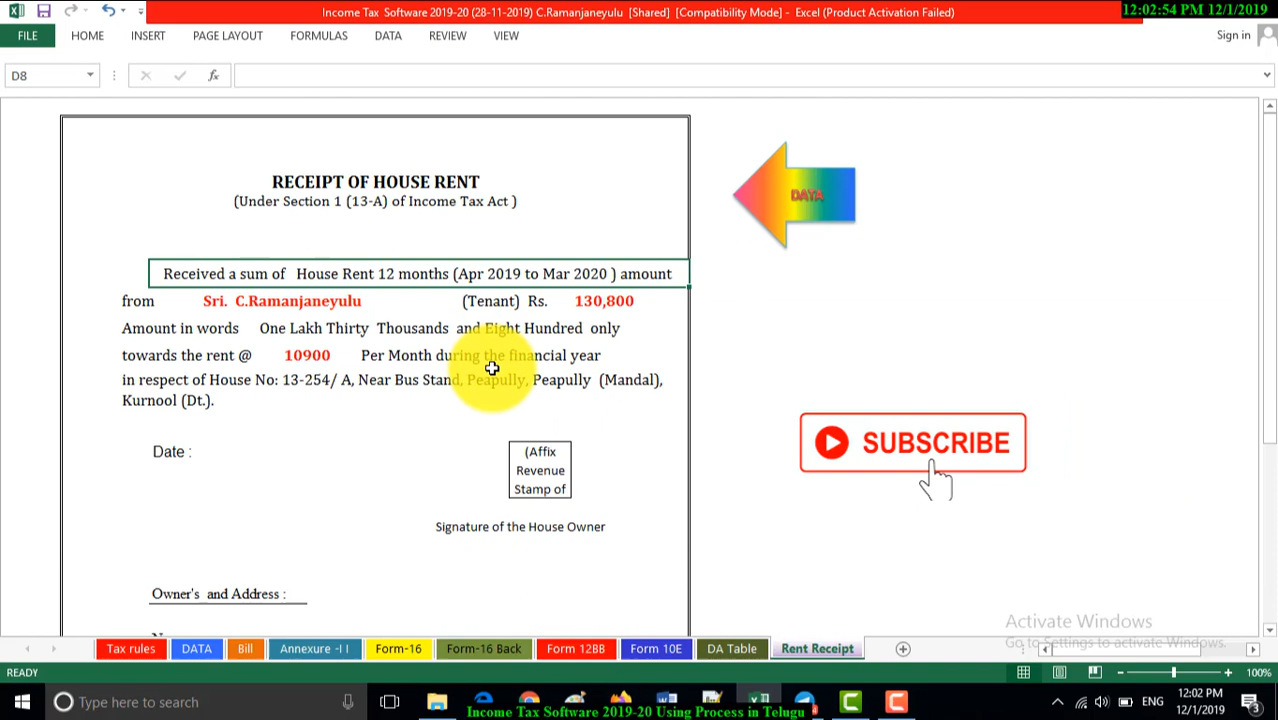 Income Tax Software 2019-20 (28-11-2019) C.Ramanjaneyulu [Shared] [Compatibility Mode] - Excel (Product Activation Failed)
12:02:54 PM 12/1/2019
FILE HOME INSERT PAGE LAYOUT FORMULAS DATA REVIEW VIEW Sign in
D8 fx
RECEIPT OF HOUSE RENT
(Under Section 1 (13-A) of Income Tax Act )
DATA
Received a sum of House Rent 12 months (Apr 2019 to Mar 2020 ) amount
from Sri. C.Ramanjaneyulu (Tenant) Rs. 130,800
Amount in words One Lakh Thirty Thousands and Eight Hundred only
towards the rent @ 10900 Per Month during the financial year
in respect of House No: 13-254/ A, Near Bus Stand, Peapully, Peapully (Mandal),
Kurnool (Dt.).
SUBSCRIBE
Date :
(Affix
Revenue
Stamp of
Signature of the House Owner
Owner's and Address :
Activate Windows
Go to Settings to activate Windows.
Tax rules DATA Bill Annexure -I I Form-16 Form-16 Back Form 12BB Form 10E DA Table Rent Receipt
READY 100%
Type here to search
ENG
12:02 PM
12/1/2019
3
Income Tax Software 2019-20 Using Process in Telugu